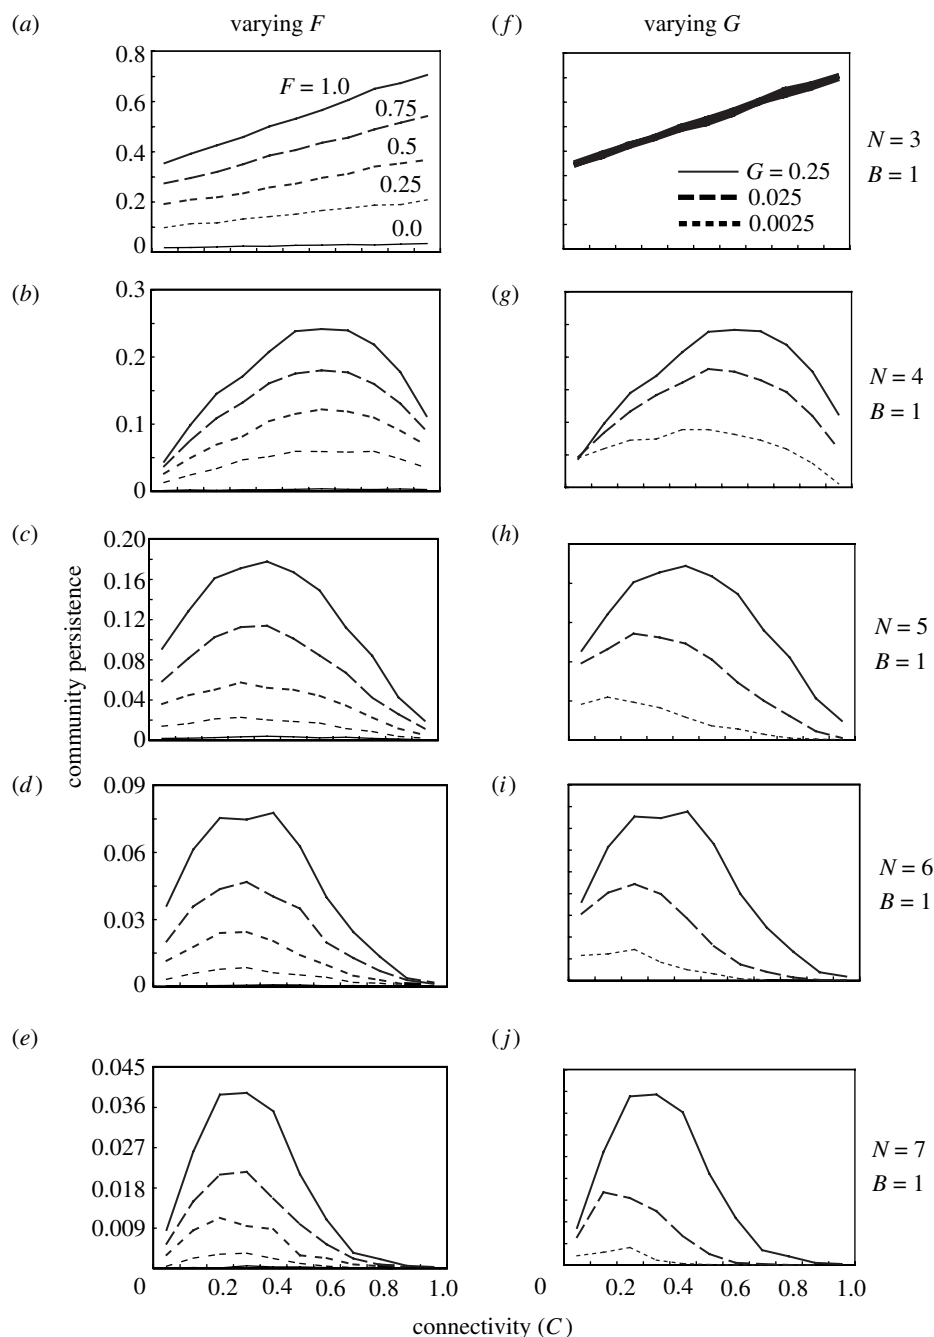 (a)
varying F
(f)
varying G
0.8
0.6
0.4
0.2
0
F = 1.0
0.75
0.5
0.25
0.0
G = 0.25
0.025
0.0025
N = 3
B = 1
(b)
0.3
0.2
0.1
0
(g)
N = 4
B = 1
(c)
0.20
0.16
0.12
0.08
0.04
0
community persistence
(h)
N = 5
B = 1
(d)
0.09
0.06
0.03
0
(i)
N = 6
B = 1
(e)
0.045
0.036
0.027
0.018
0.009
(j)
N = 7
B = 1
0 0.2 0.4 0.6 0.8 1.0
0 0.2 0.4 0.6 0.8 1.0
connectivity (C)